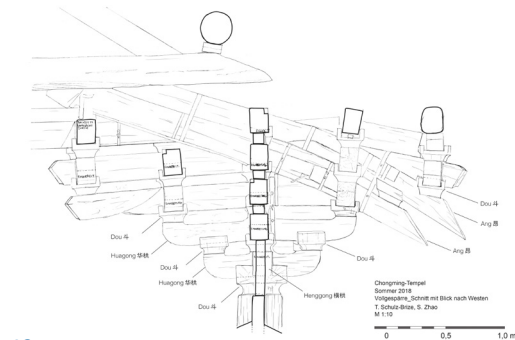 Dou 斗
Ang 昂
Dou 斗
Ang 昂
Huagong 华栱
Dou 斗
Dou 斗
Huagong 华栱
Henggong 横栱
Dou 斗
Chongming-Tempel
Sommer 2018
Vollgespärre_Schnitt mit Blick nach Westen
T. Schulz-Brize, S. Zhao
M 1:10
0 0,5 1,0 m